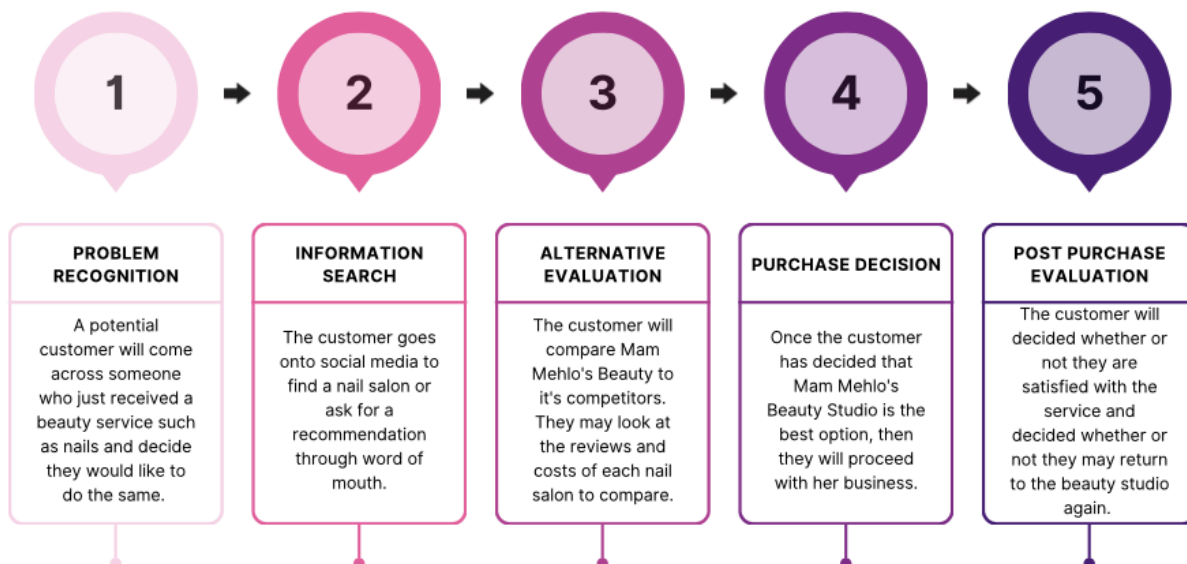 1
2
3
4
5
PROBLEM
RECOGNITION
A potential
customer will come
across someone
who just received a
beauty service such
as nails and decide
they would like to
do the same.
INFORMATION
SEARCH
The customer goes
onto social media to
find a nail salon or
ask for a
recommendation
through word of
mouth.
ALTERNATIVE
EVALUATION
The customer will
compare Mam
Mehlo's Beauty to
it's competitors.
They may look at
the reviews and
costs of each nail
salon to compare.
PURCHASE DECISION
Once the customer
has decided that
Mam Mehlo's
Beauty Studio is the
best option, then
they will proceed
with her business.
POST PURCHASE
EVALUATION
The customer will
decided whether or
not they are
satisfied with the
service and
decided whether or
not they may return
to the beauty studio
again.